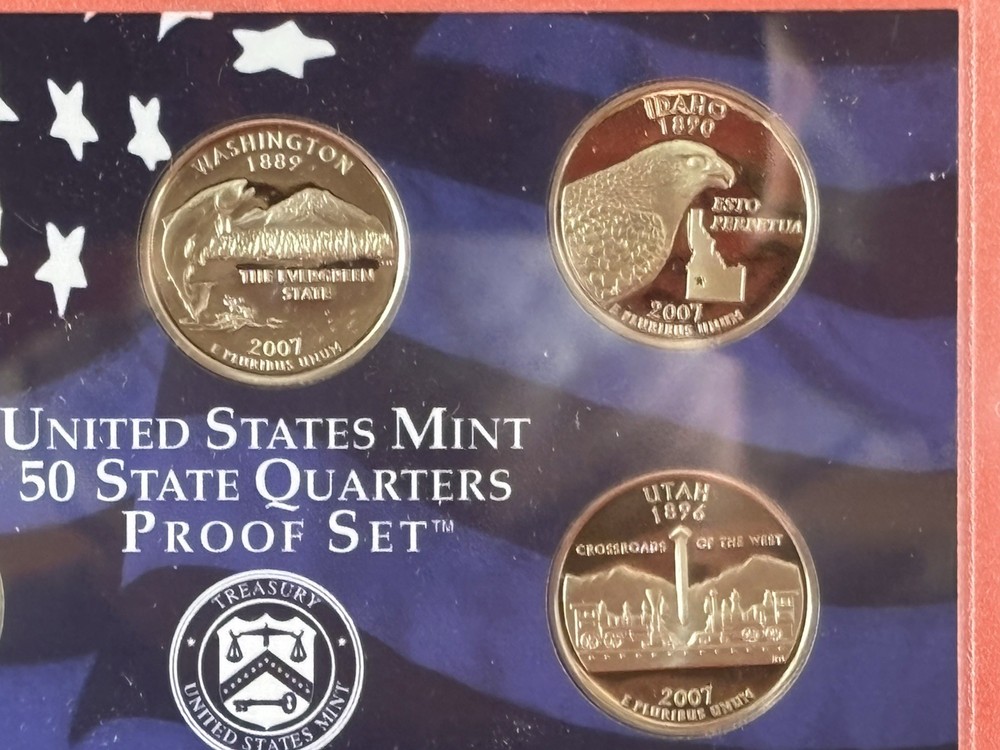 WASHINGTON
1889
THE EVERGREEN
STATE
2007
E PLURIBUS UNUM
IDAHO
1890
ESTO
PERPETUA
2007
E PLURIBUS UNUM
UNITED STATES MINT
50 STATE QUARTERS
PROOF SET™
TREASURY
UNITED STATES MINT
UTAH
1896
CROSSROADS OF THE WEST
2007
E PLURIBUS UNUM